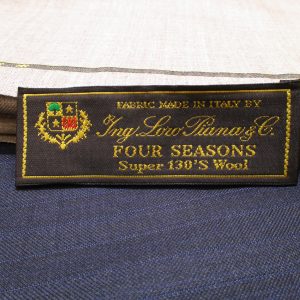 FABRIC MADE IN ITALY BY
Ing. Loro Piana & C.
FOUR SEASONS
Super 130'S Wool